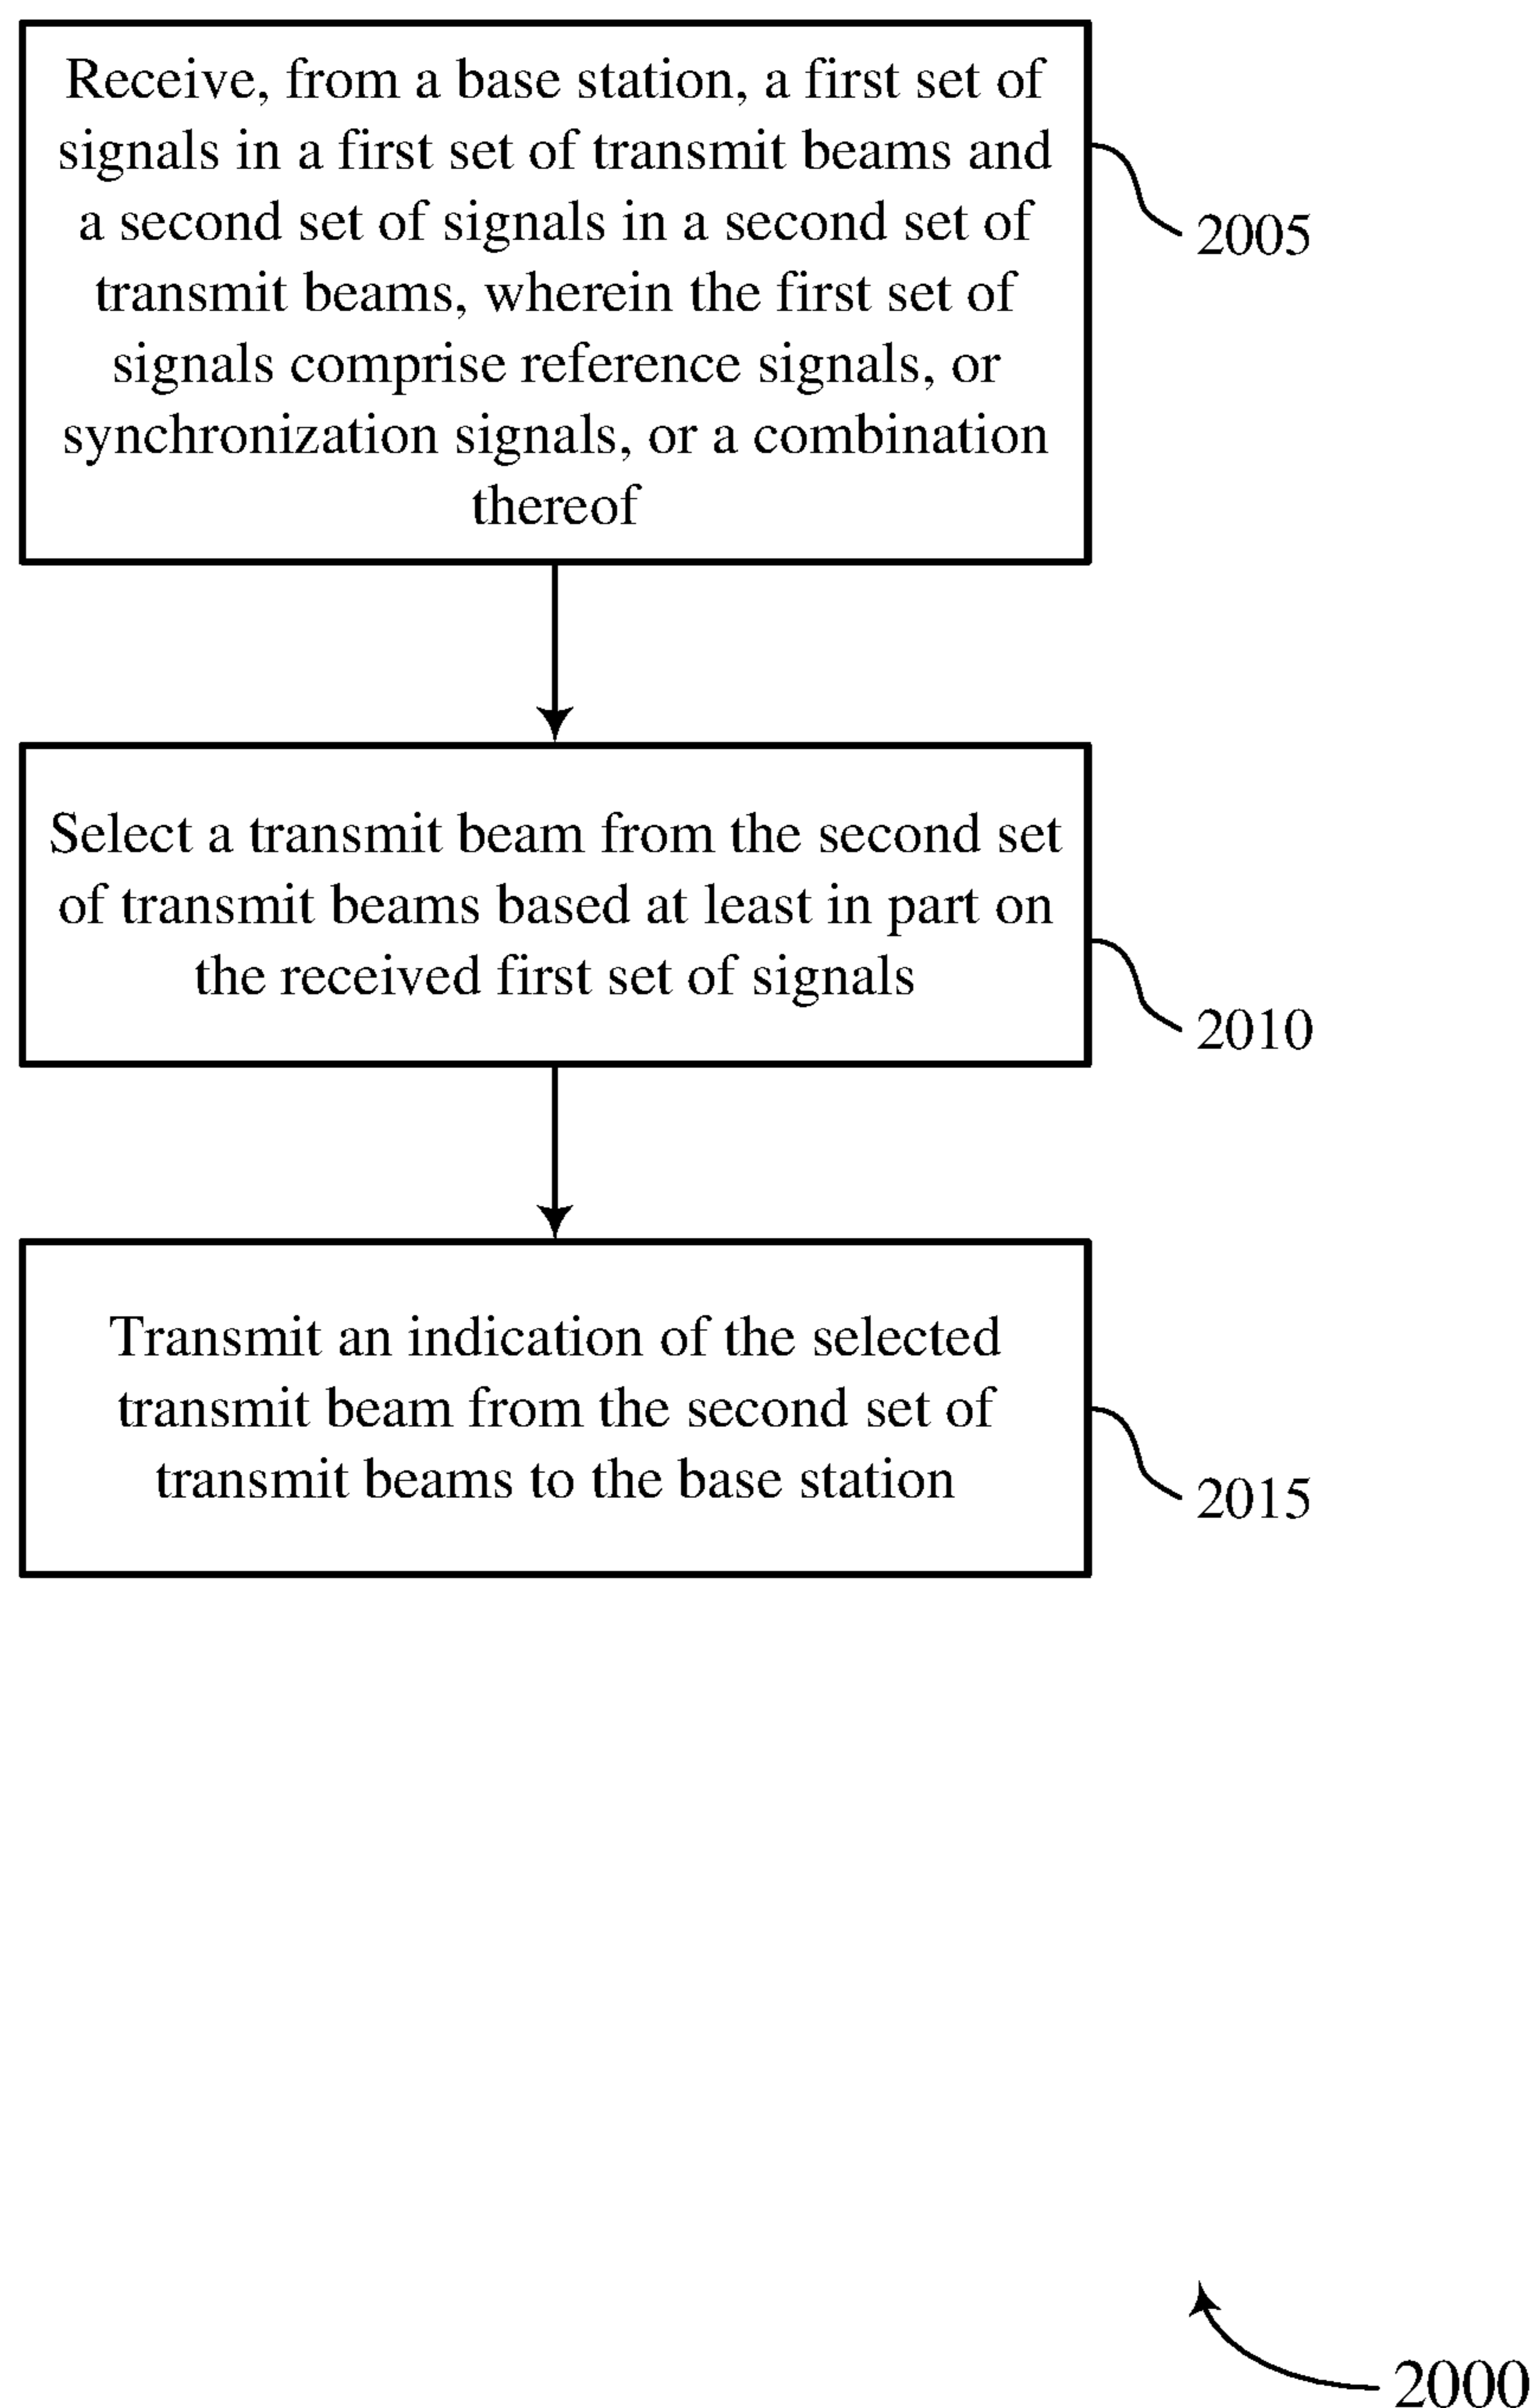 Receive, from a base station, a first set of
signals in a first set of transmit beams and
a second set of signals in a second set of
transmit beams, wherein the first set of
signals comprise reference signals, or
synchronization signals, or a combination
thereof
2005
Select a transmit beam from the second set
of transmit beams based at least in part on
the received first set of signals
2010
Transmit an indication of the selected
transmit beam from the second set of
transmit beams to the base station
2015
2000